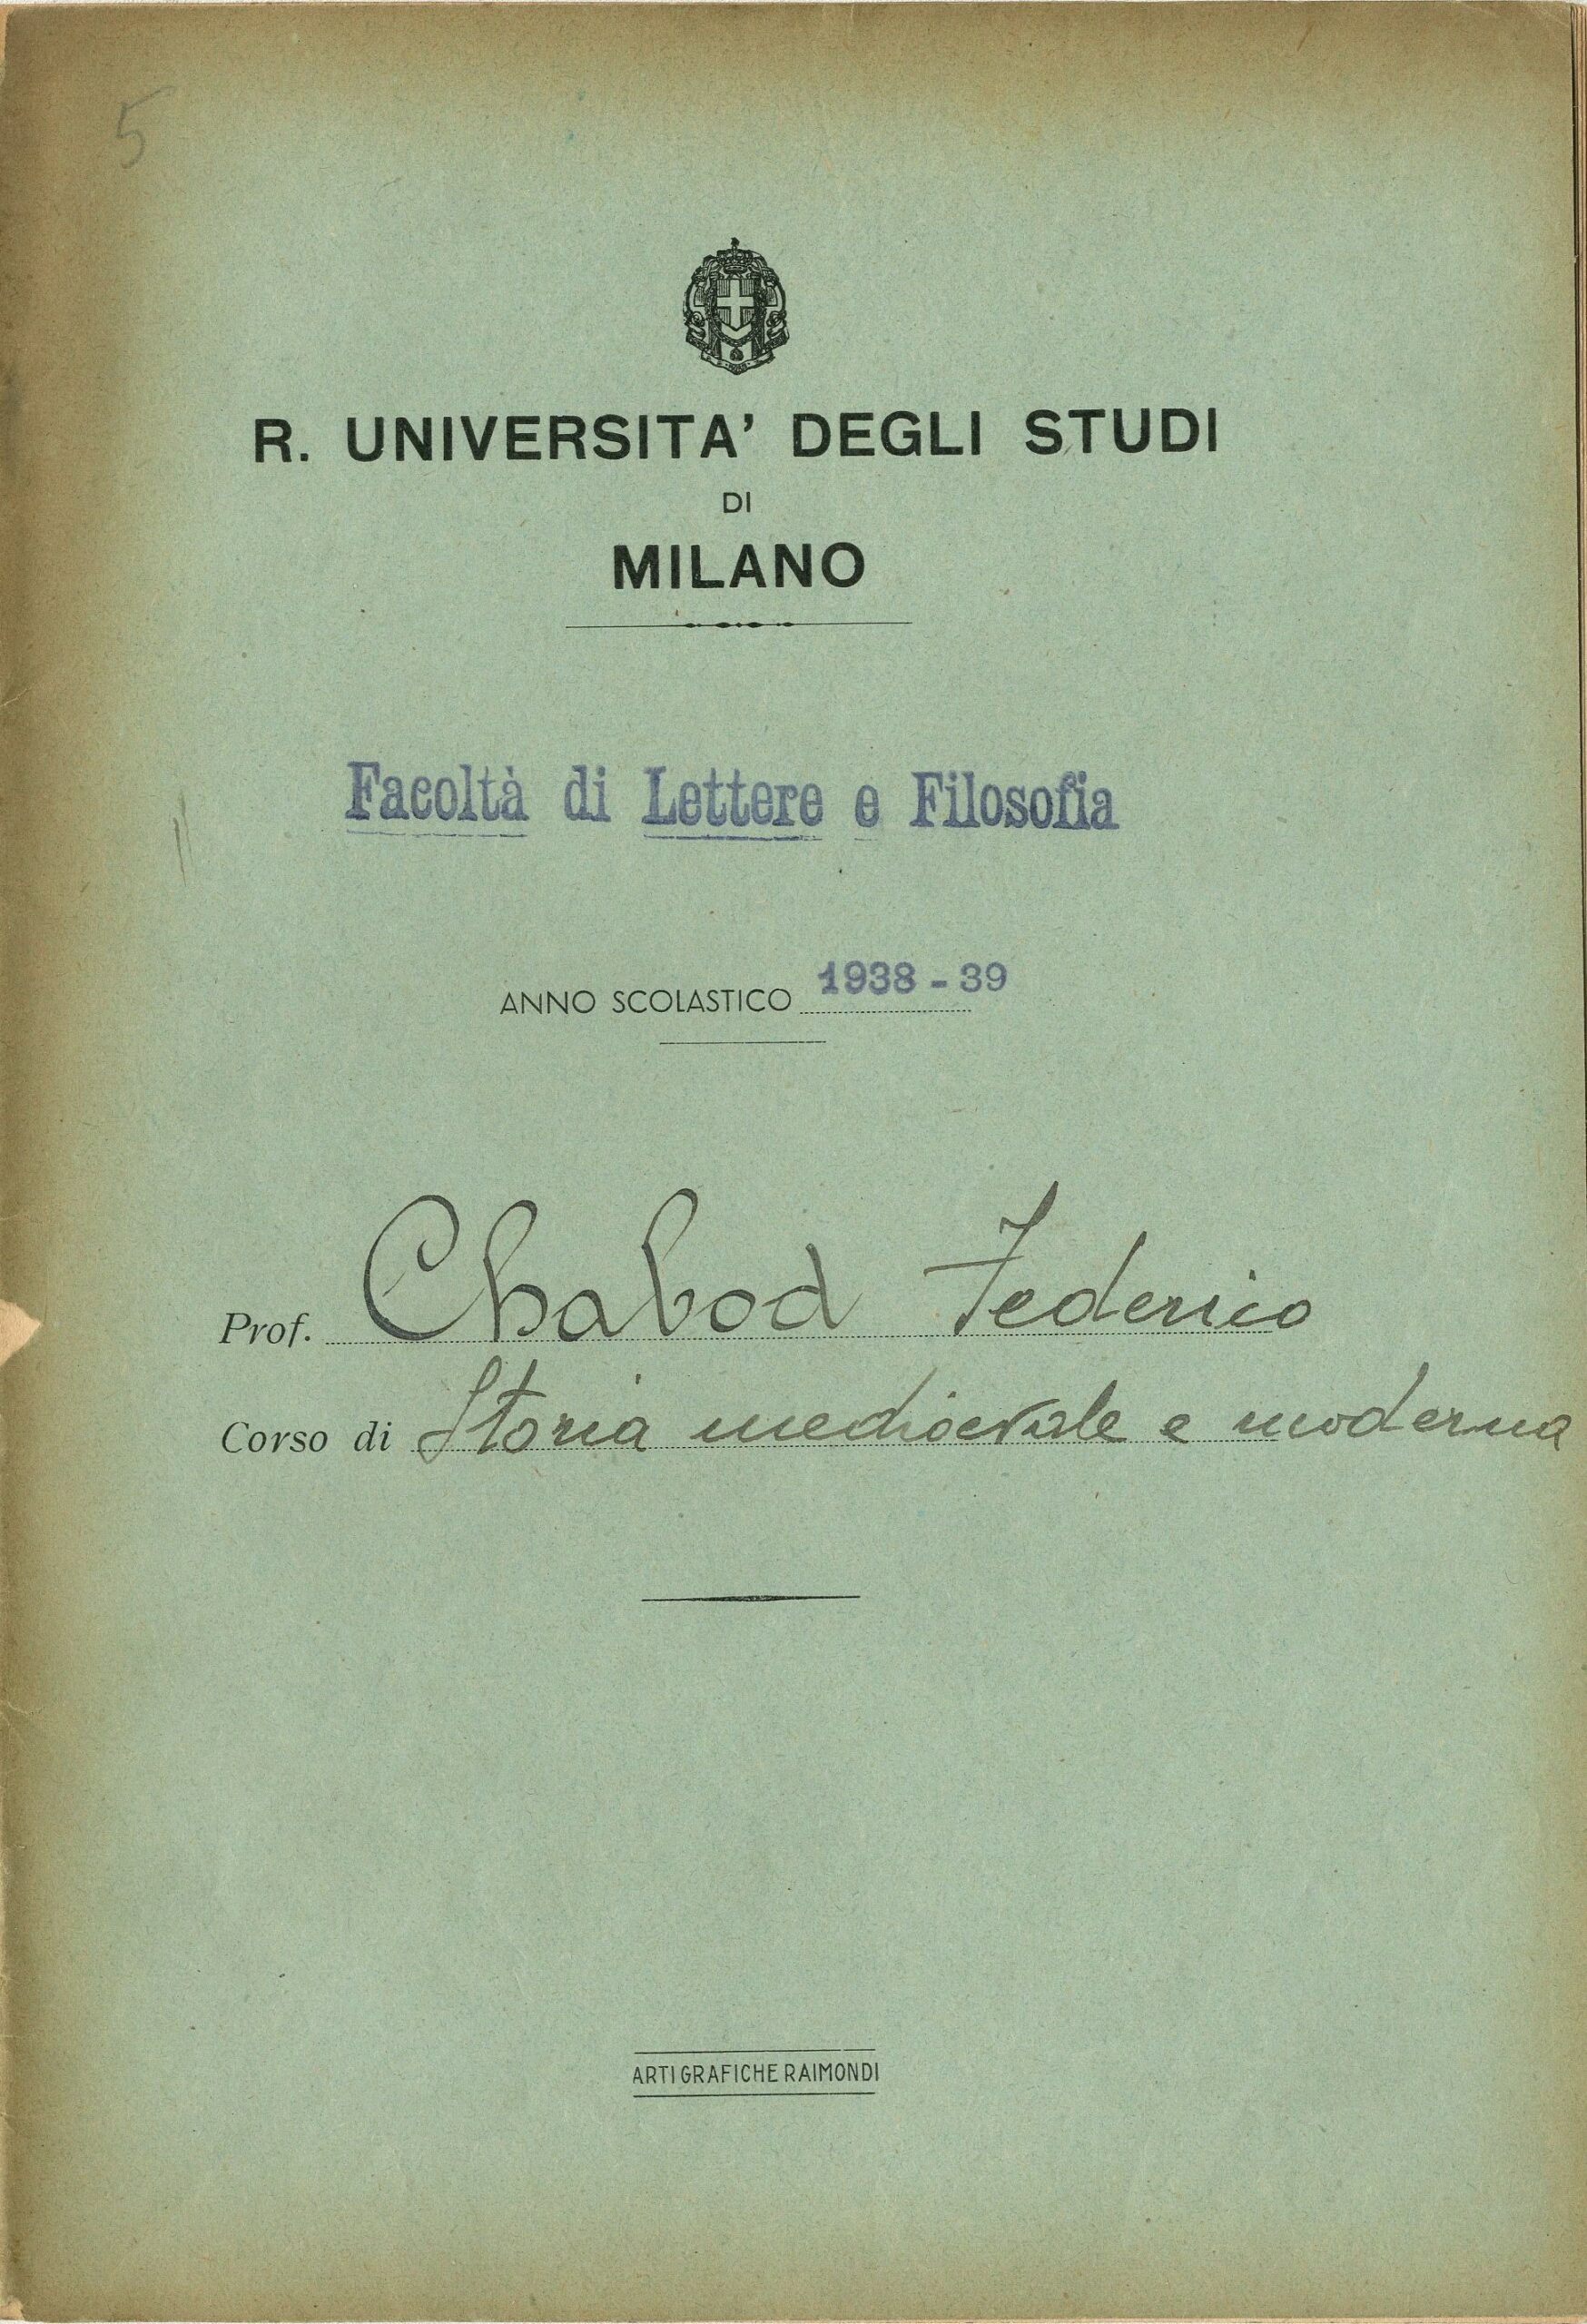 5
R. UNIVERSITA' DEGLI STUDI
DI
MILANO
Facoltà di Lettere e Filosofia
ANNO SCOLASTICO 1938-39
Prof. Chabod Federico
Corso di Storia medioevale e moderna
ARTI GRAFICHE RAIMONDI